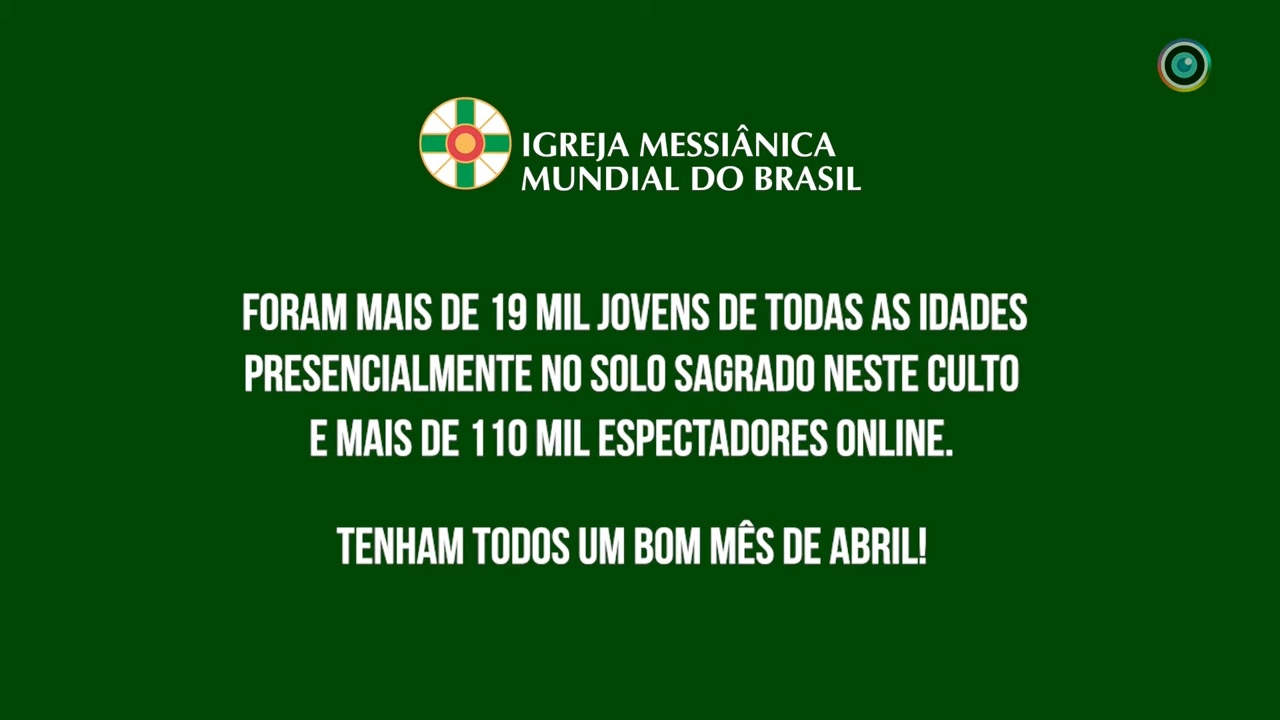 IGREJA MESSIÂNICA
MUNDIAL DO BRASIL
FORAM MAIS DE 19 MIL JOVENS DE TODAS AS IDADES
PRESENCIALMENTE NO SOLO SAGRADO NESTE CULTO
E MAIS DE 110 MIL ESPECTADORES ONLINE.
TENHAM TODOS UM BOM MÊS DE ABRIL!